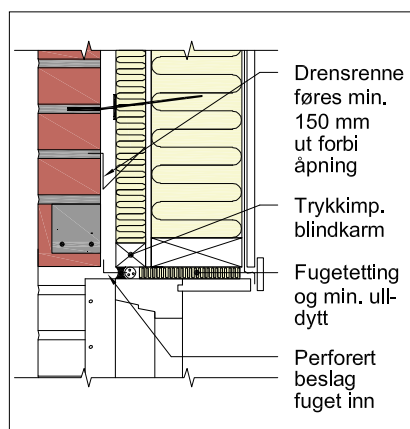 Drensrenne
føres min.
150 mm
ut forbi
åpning
Trykkimp.
blindkarm
Fugetetting
og min. ull-
dytt
Perforert
beslag
fuget inn